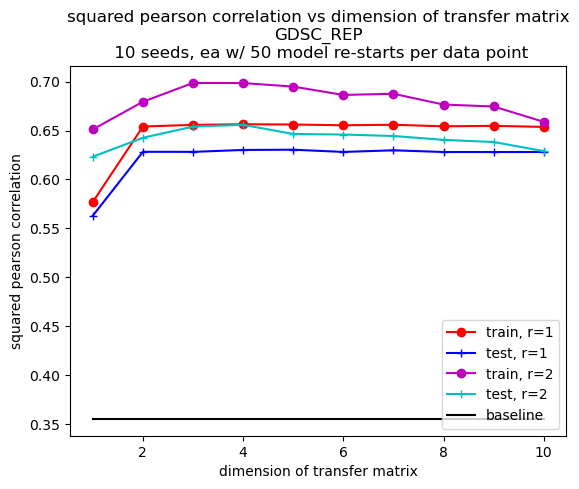 squared pearson correlation vs dimension of transfer matrix
GDSC_REP
10 seeds, ea w/ 50 model re-starts per data point
squared pearson correlation
0.70
0.65
0.60
0.55
0.50
0.45
0.40
0.35
train, r=1
test, r=1
train, r=2
test, r=2
baseline
2
4
6
8
10
dimension of transfer matrix